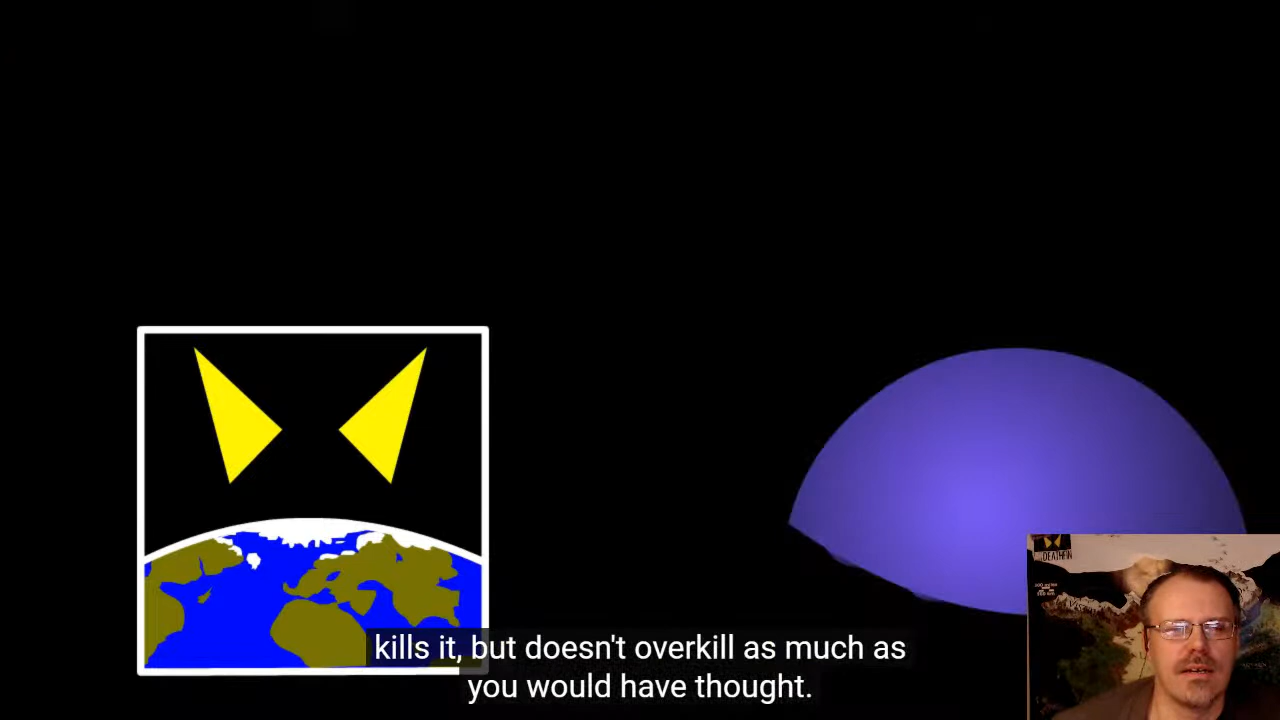 kills it, but doesn't overkill as much as
you would have thought.
DEATHFIN